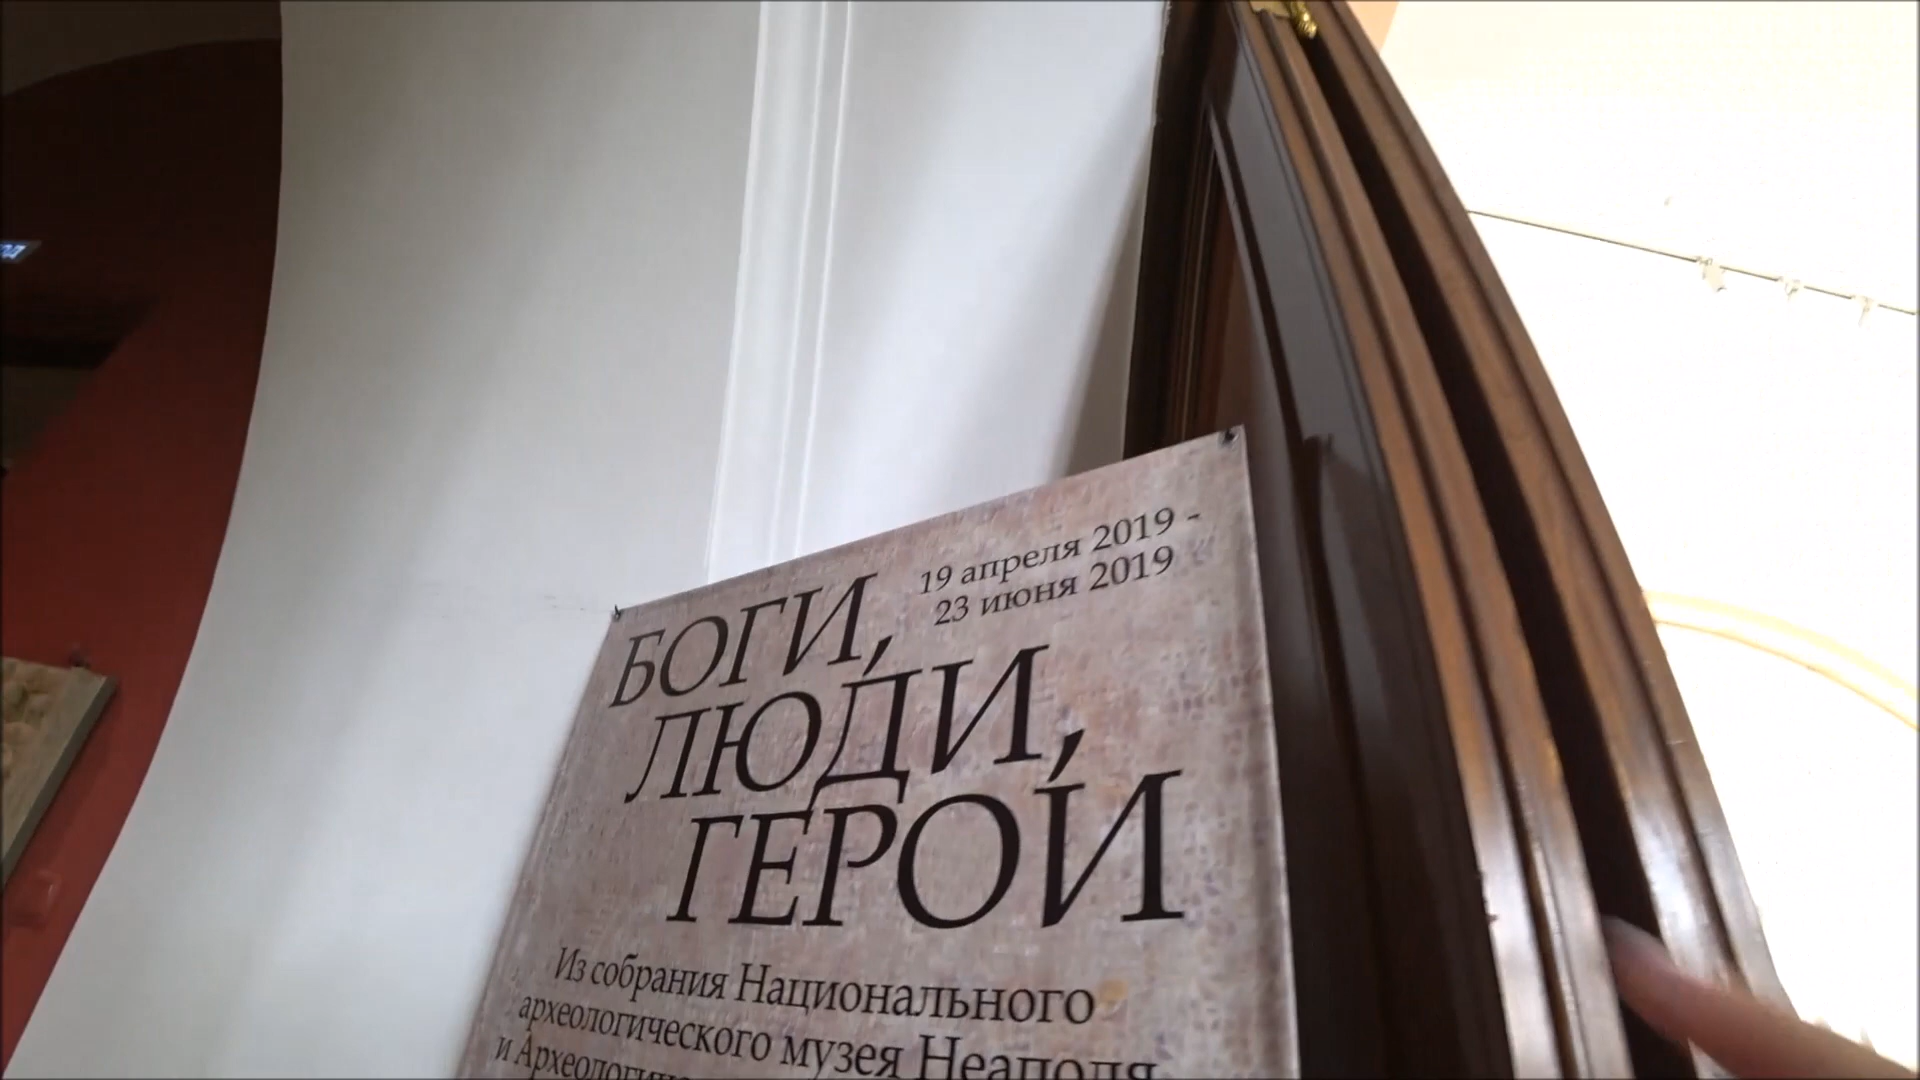 19 апреля 2019 -
23 июня 2019
БОГИ,
ЛЮДИ,
ГЕРОИ
Из собрания Национального
археологического музея Неаполя
и